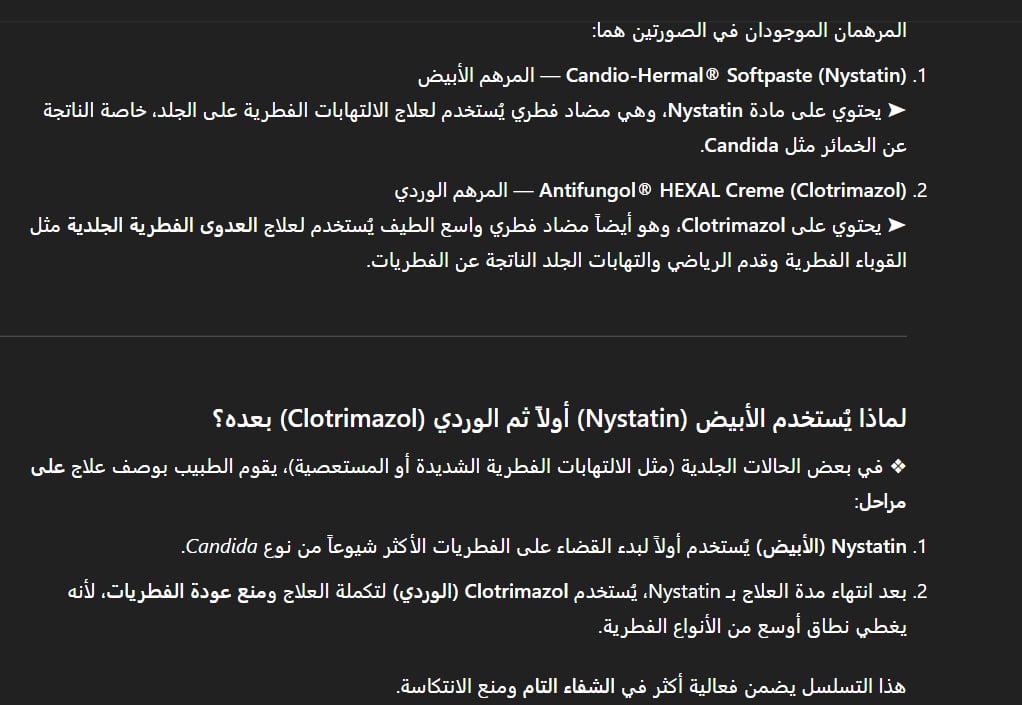 المرهمان الموجودان في الصورتين هما:
1. Candio-Hermal® Softpaste (Nystatin) — المرهم الأبيض
➤ يحتوي على مادة Nystatin، وهي مضاد فطري يُستخدم لعلاج الالتهابات الفطرية على الجلد، خاصة الناتجة
عن الخمائر مثل Candida.
2. Antifungol® HEXAL Creme (Clotrimazol) — المرهم الوردي
➤ يحتوي على Clotrimazol، وهو أيضاً مضاد فطري واسع الطيف يُستخدم لعلاج العدوى الفطرية الجلدية مثل
القوباء الفطرية وقدم الرياضي والتهابات الجلد الناتجة عن الفطريات.
لماذا يُستخدم الأبيض (Nystatin) أولاً ثم الوردي (Clotrimazol) بعده؟
❖ في بعض الحالات الجلدية (مثل الالتهابات الفطرية الشديدة أو المستعصية)، يقوم الطبيب بوصف علاج على
مراحل:
1. Nystatin (الأبيض) يُستخدم أولاً لبدء القضاء على الفطريات الأكثر شيوعاً من نوع Candida.
2. بعد انتهاء مدة العلاج بـ Nystatin، يُستخدم Clotrimazol (الوردي) لتكملة العلاج ومنع عودة الفطريات، لأنه
يغطي نطاق أوسع من الأنواع الفطرية.
هذا التسلسل يضمن فعالية أكثر في الشفاء التام ومنع الانتكاسة.